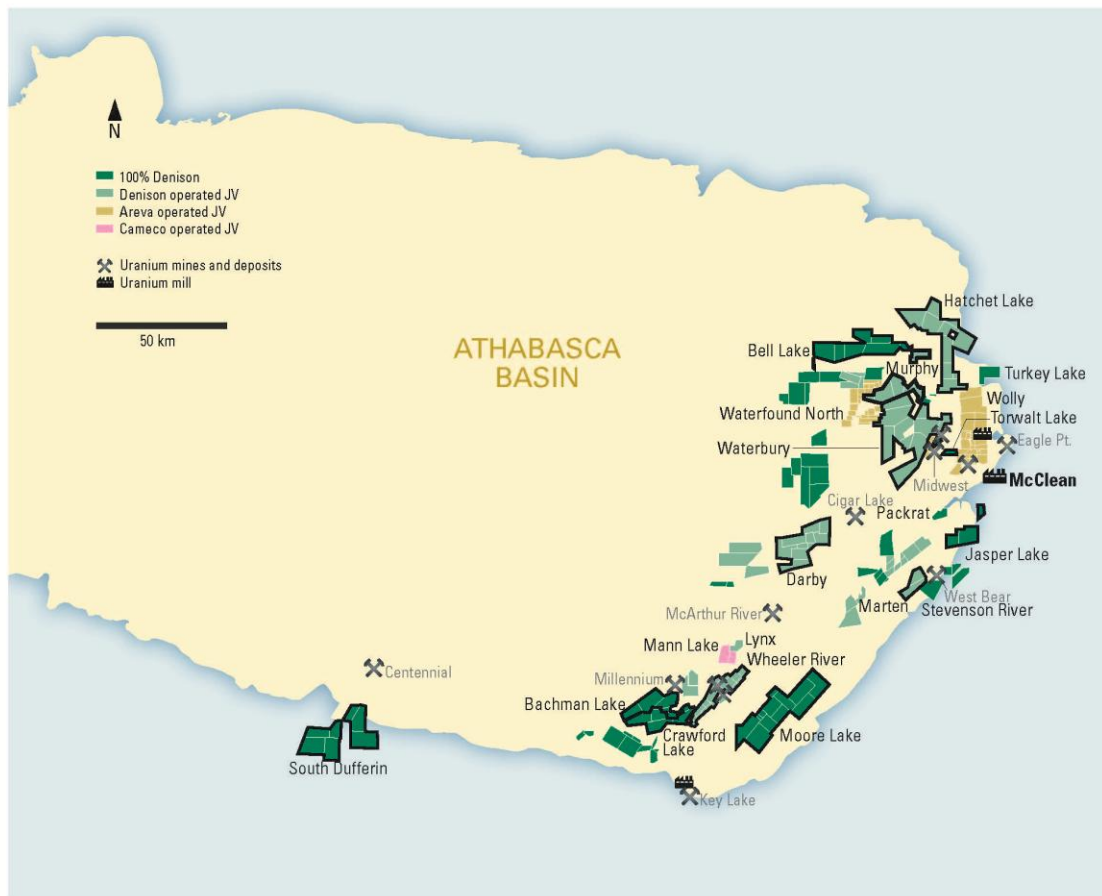 N
100% Denison
Denison operated JV
Areva operated JV
Cameco operated JV
Uranium mines and deposits
Uranium mill
50 km
ATHABASCA
BASIN
Hatchet Lake
Bell Lake
Murphy
Turkey Lake
Wolly
Waterfound North
Torwalt Lake
Eagle Pt.
Waterbury
Midwest
McClean
Cigar Lake
Packrat
Jasper Lake
Darby
West Bear
Marten
Stevenson River
McArthur River
Lynx
Mann Lake
Wheeler River
Centennial
Millennium
Bachman Lake
Crawford
Lake
Moore Lake
South Dufferin
Key Lake